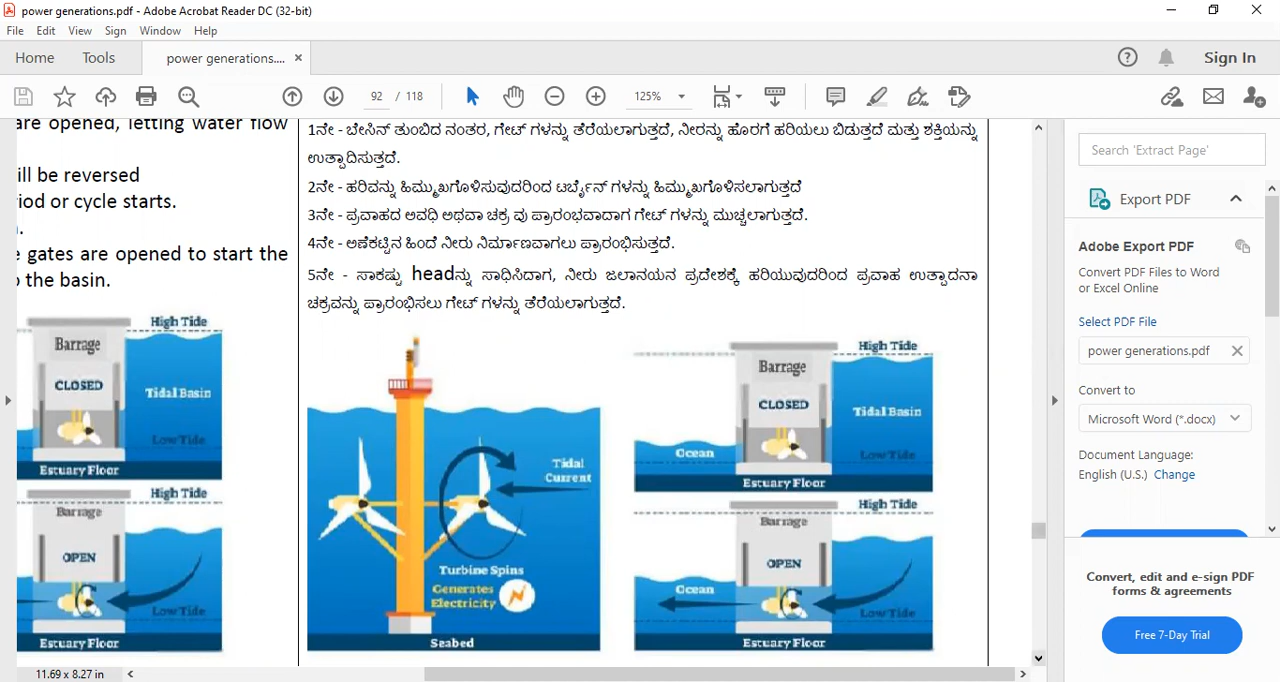 power generations.pdf - Adobe Acrobat Reader DC (32-bit)
File Edit View Sign Window Help
Home Tools power generations.... × Sign In
92 / 118 125%
are opened, letting water flow
ill be reversed
riod or cycle starts.
e gates are opened to start the
the basin.
1ನೇ - ಬೇಸಿನ್ ತುಂಬಿದ ನಂತರ, ಗೇಟ್ ಗಳನ್ನು ತೆರೆಯಲಾಗುತ್ತದೆ, ನೀರನ್ನು ಹೊರಗೆ ಹರಿಯಲು ಬಿಡುತ್ತದೆ ಮತ್ತು ಶಕ್ತಿಯನ್ನು
ಉತ್ಪಾದಿಸುತ್ತದೆ.
2ನೇ - ಹರಿವನ್ನು ಹಿಮ್ಮುಖಗೊಳಿಸುವುದರಿಂದ ಟರ್ಬೈನ್ ಗಳನ್ನು ಹಿಮ್ಮುಖಗೊಳಿಸಲಾಗುತ್ತದೆ
3ನೇ - ಪ್ರವಾಹದ ಅವಧಿ ಅಥವಾ ಚಕ್ರ ವು ಪ್ರಾರಂಭವಾದಾಗ ಗೇಟ್ ಗಳನ್ನು ಮುಚ್ಚಲಾಗುತ್ತದೆ.
4ನೇ - ಅಣೆಕಟ್ಟಿನ ಹಿಂದೆ ನೀರು ನಿರ್ಮಾಣವಾಗಲು ಪ್ರಾರಂಭಿಸುತ್ತದೆ.
5ನೇ - ಸಾಕಷ್ಟು headನ್ನು ಸಾಧಿಸಿದಾಗ, ನೀರು ಜಲಾನಯನ ಪ್ರದೇಶಕ್ಕೆ ಹರಿಯುವುದರಿಂದ ಪ್ರವಾಹ ಉತ್ಪಾದನಾ
ಚಕ್ರವನ್ನು ಪ್ರಾರಂಭಿಸಲು ಗೇಟ್ ಗಳನ್ನು ತೆರೆಯಲಾಗುತ್ತದೆ.
High Tide
Barrage
CLOSED
Tidal Basin
Low Tide
Estuary Floor
High Tide
Barrage
OPEN
Low Tide
Estuary Floor
Tidal
Current
Turbine Spins
Generates
Electricity
Seabed
High Tide
Barrage
CLOSED
Tidal Basin
Ocean
Low Tide
Estuary Floor
High Tide
Barrage
OPEN
Ocean
Low Tide
Estuary Floor
11.69 x 8.27 in
Search 'Extract Page'
Export PDF
Adobe Export PDF
Convert PDF Files to Word
or Excel Online
Select PDF File
power generations.pdf
Convert to
Microsoft Word (*.docx)
Document Language:
English (U.S.) Change
Convert, edit and e-sign PDF
forms & agreements
Free 7-Day Trial